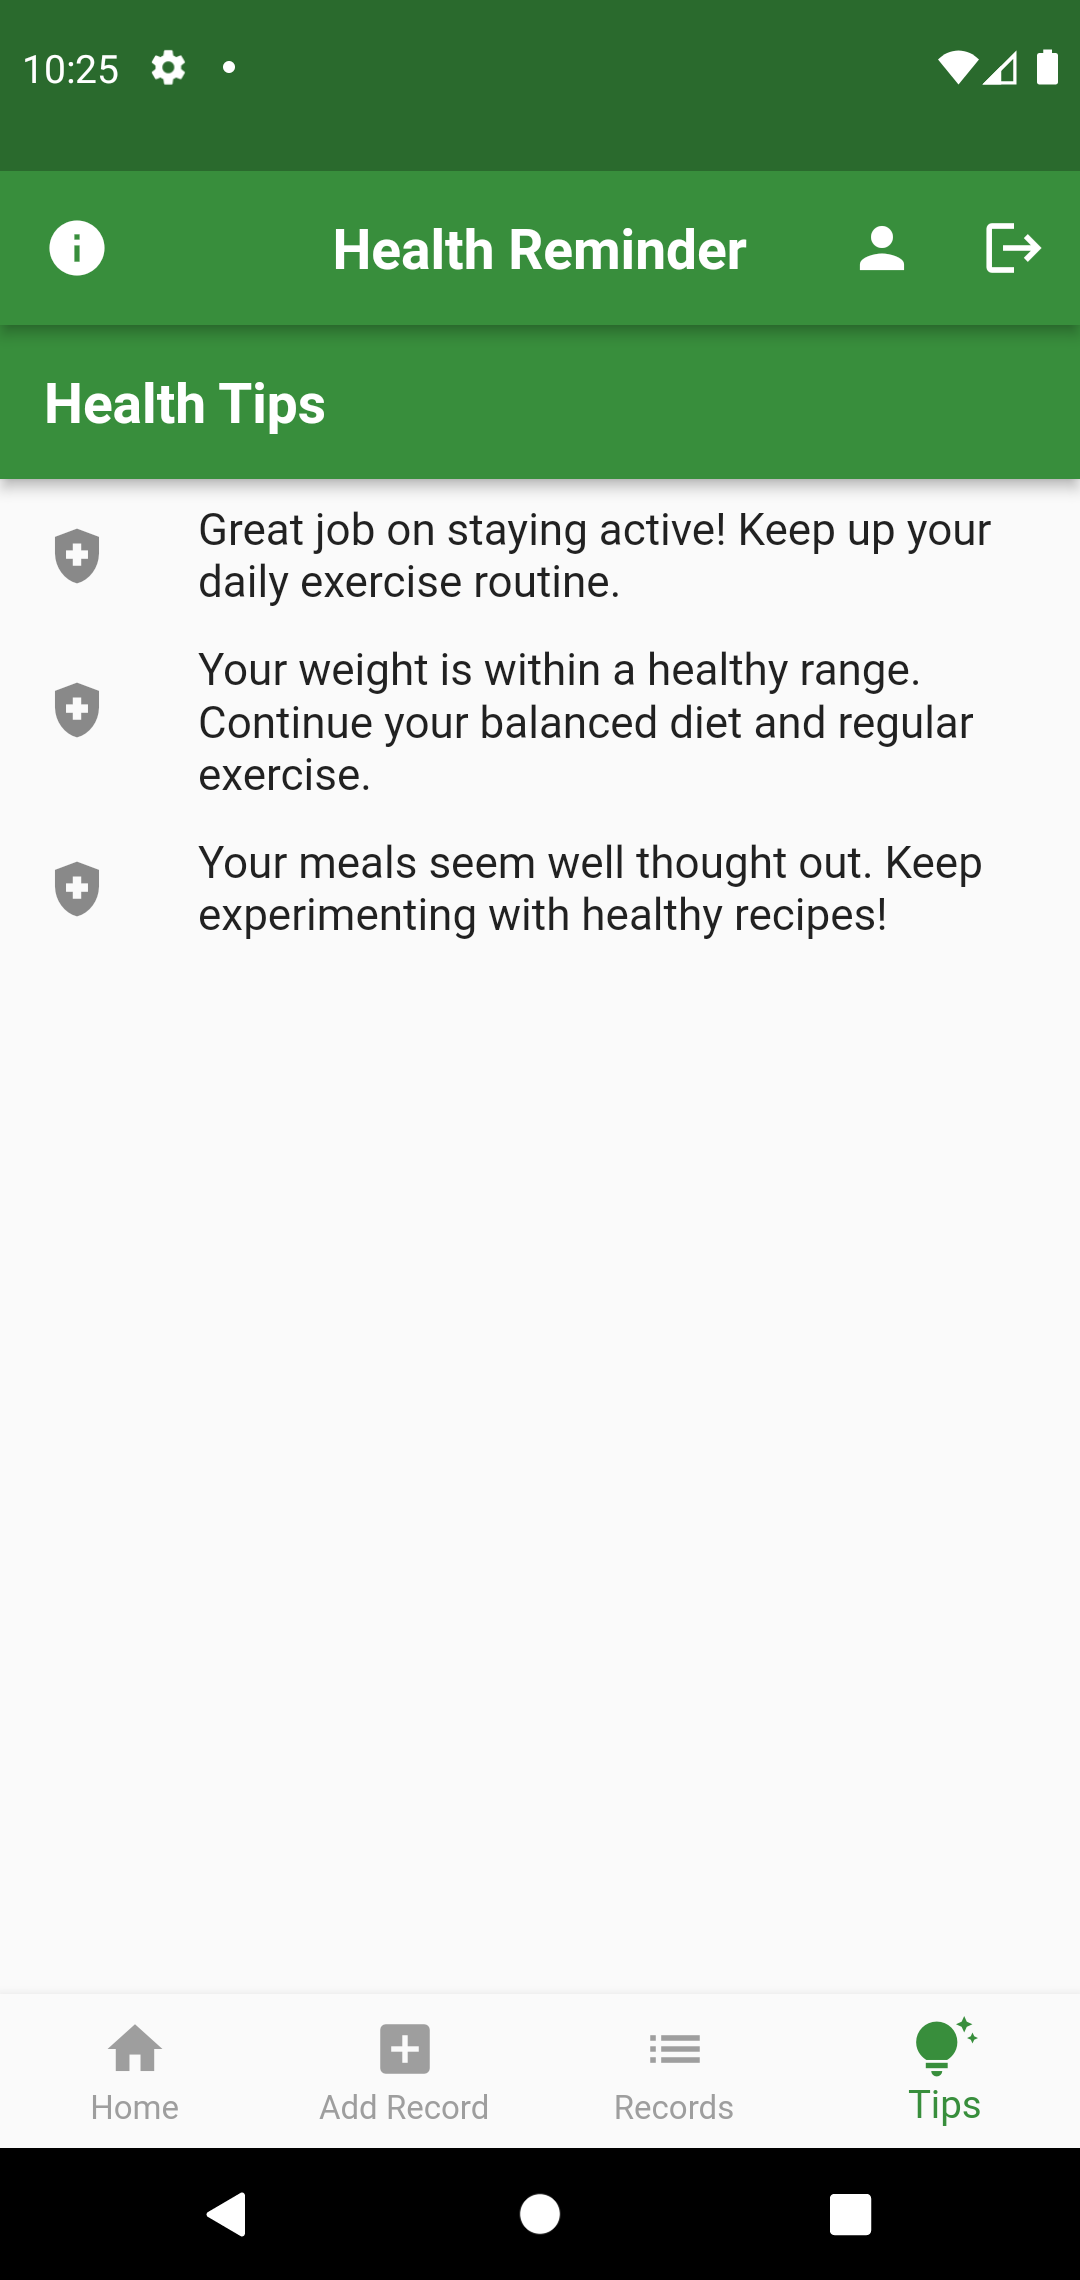 10:25
Health Reminder
Health Tips
Great job on staying active! Keep up your
daily exercise routine.
Your weight is within a healthy range.
Continue your balanced diet and regular
exercise.
Your meals seem well thought out. Keep
experimenting with healthy recipes!
Home
Add Record
Records
Tips